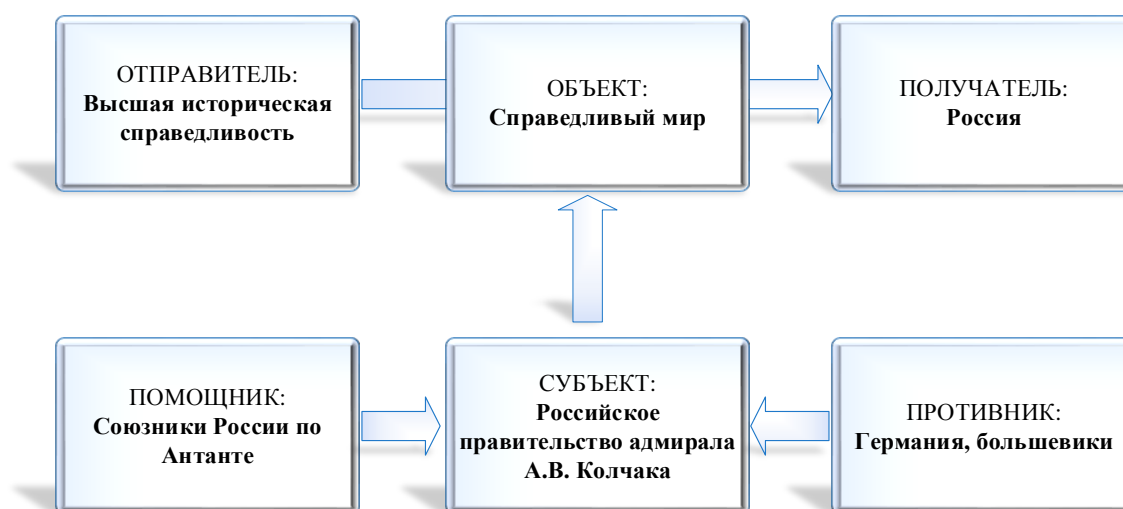 ОТПРАВИТЕЛЬ:
Высшая историческая
справедливость
ОБЪЕКТ:
Справедливый мир
ПОЛУЧАТЕЛЬ:
Россия
ПОМОЩНИК:
Союзники России по
Антанте
СУБЪЕКТ:
Российское
правительство адмирала
А.В. Колчака
ПРОТИВНИК:
Германия, большевики